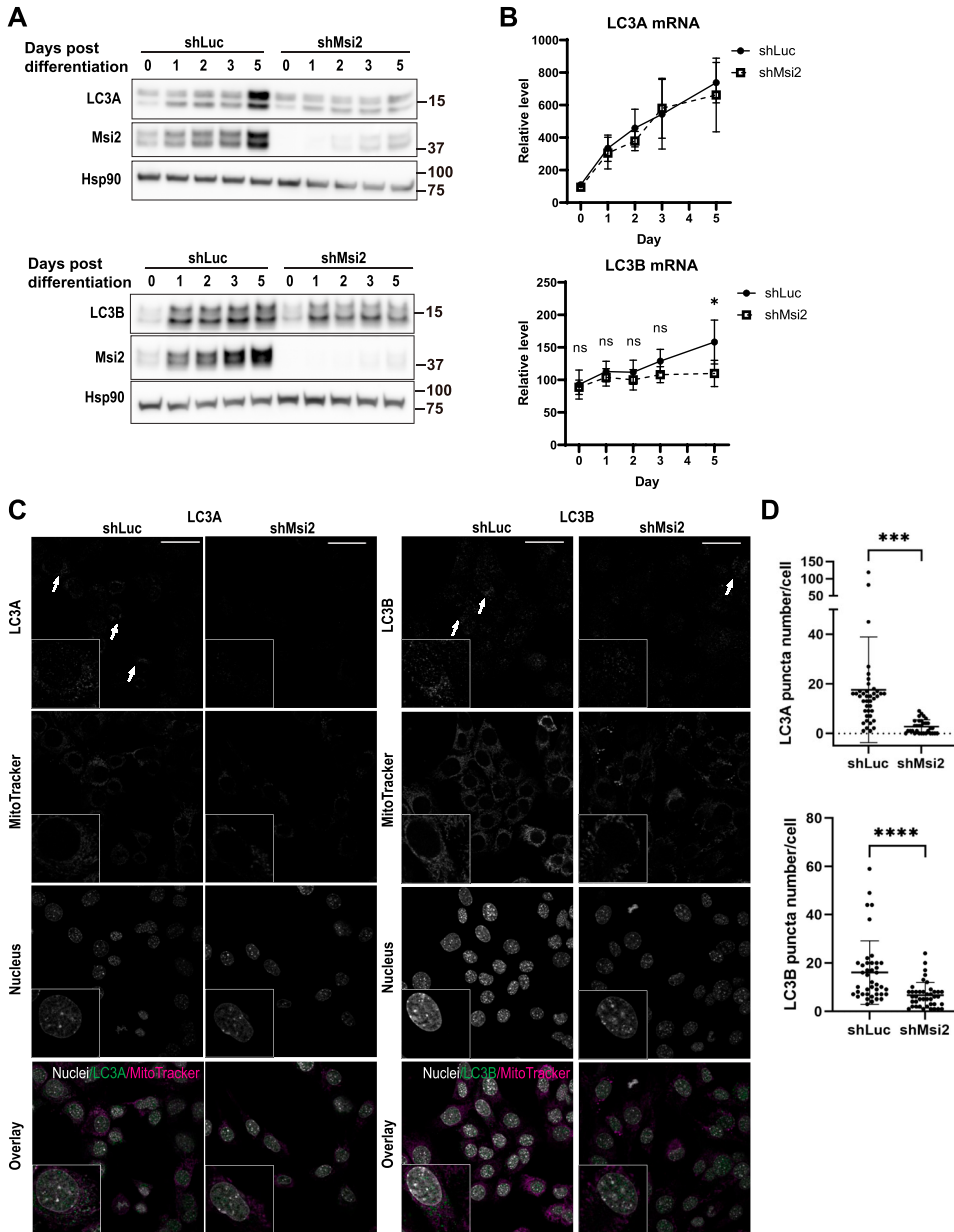 A
Days post
differentiation
shLuc
shMsi2
0 1 2 3 5 0 1 2 3 5
LC3A
15
Msi2
37
Hsp90
100
75
Days post
differentiation
shLuc
shMsi2
0 1 2 3 5 0 1 2 3 5
LC3B
15
Msi2
37
Hsp90
100
75
B
LC3A mRNA
Relative level
1000
800
600
400
200
0
0 1 2 3 4 5
Day
shLuc
shMsi2
LC3B mRNA
Relative level
250
200
150
100
50
0
ns ns ns ns *
0 1 2 3 4 5
Day
shLuc
shMsi2
C
LC3A
shLuc shMsi2
LC3B
shLuc shMsi2
LC3A
LC3B
MitoTracker
MitoTracker
Nucleus
Nucleus
Overlay
Nuclei/LC3A/MitoTracker
Overlay
Nuclei/LC3B/MitoTracker
D
LC3A puncta number/cell
150
100
50
40
20
0
***
shLuc shMsi2
LC3B puncta number/cell
80
60
40
20
0
****
shLuc shMsi2